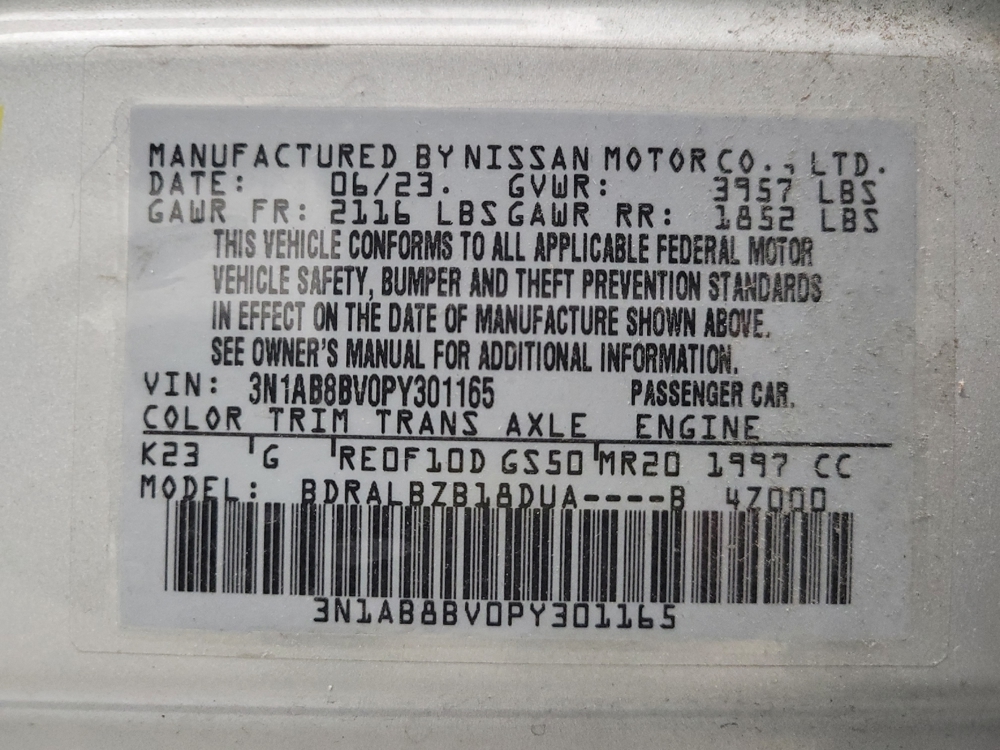 MANUFACTURED BY NISSAN MOTOR CO., LTD.
DATE: 06/23. GVWR: 3957 LBS
GAWR FR: 2116 LBS GAWR RR: 1852 LBS
THIS VEHICLE CONFORMS TO ALL APPLICABLE FEDERAL MOTOR
VEHICLE SAFETY, BUMPER AND THEFT PREVENTION STANDARDS
IN EFFECT ON THE DATE OF MANUFACTURE SHOWN ABOVE.
SEE OWNER'S MANUAL FOR ADDITIONAL INFORMATION.
VIN: 3N1AB8BV0PY301165 PASSENGER CAR.
COLOR TRIM TRANS AXLE ENGINE
K23 G RE0F10D GS50 MR20 1997 CC
MODEL: BDRALBZB18DUA----B 4Z000
3N1AB8BV0PY301165